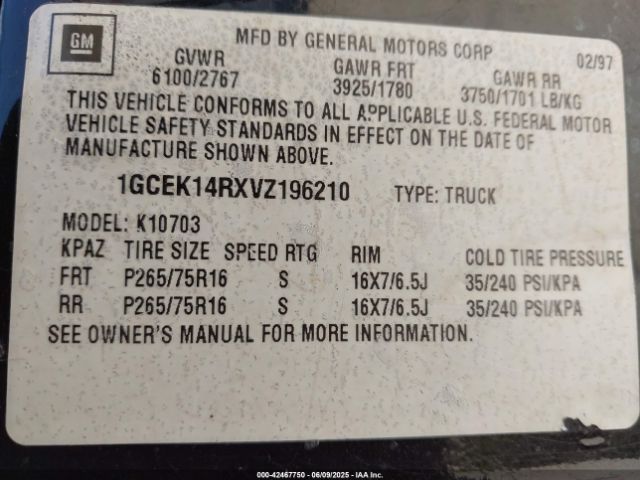 GM
MFD BY GENERAL MOTORS CORP 02/97
GVWR GAWR FRT GAWR RR
6100/2767 3925/1780 3750/1701 LB/KG
THIS VEHICLE CONFORMS TO ALL APPLICABLE U.S. FEDERAL MOTOR
VEHICLE SAFETY STANDARDS IN EFFECT ON THE DATE OF
MANUFACTURE SHOWN ABOVE.
1GCEK14RXVZ196210 TYPE: TRUCK
MODEL: K10703
KPAZ TIRE SIZE SPEED RTG RIM COLD TIRE PRESSURE
FRT P265/75R16 S 16X7/6.5J 35/240 PSI/KPA
RR P265/75R16 S 16X7/6.5J 35/240 PSI/KPA
SEE OWNER'S MANUAL FOR MORE INFORMATION.
000-42467750 - 06/09/2025 - IAA Inc.